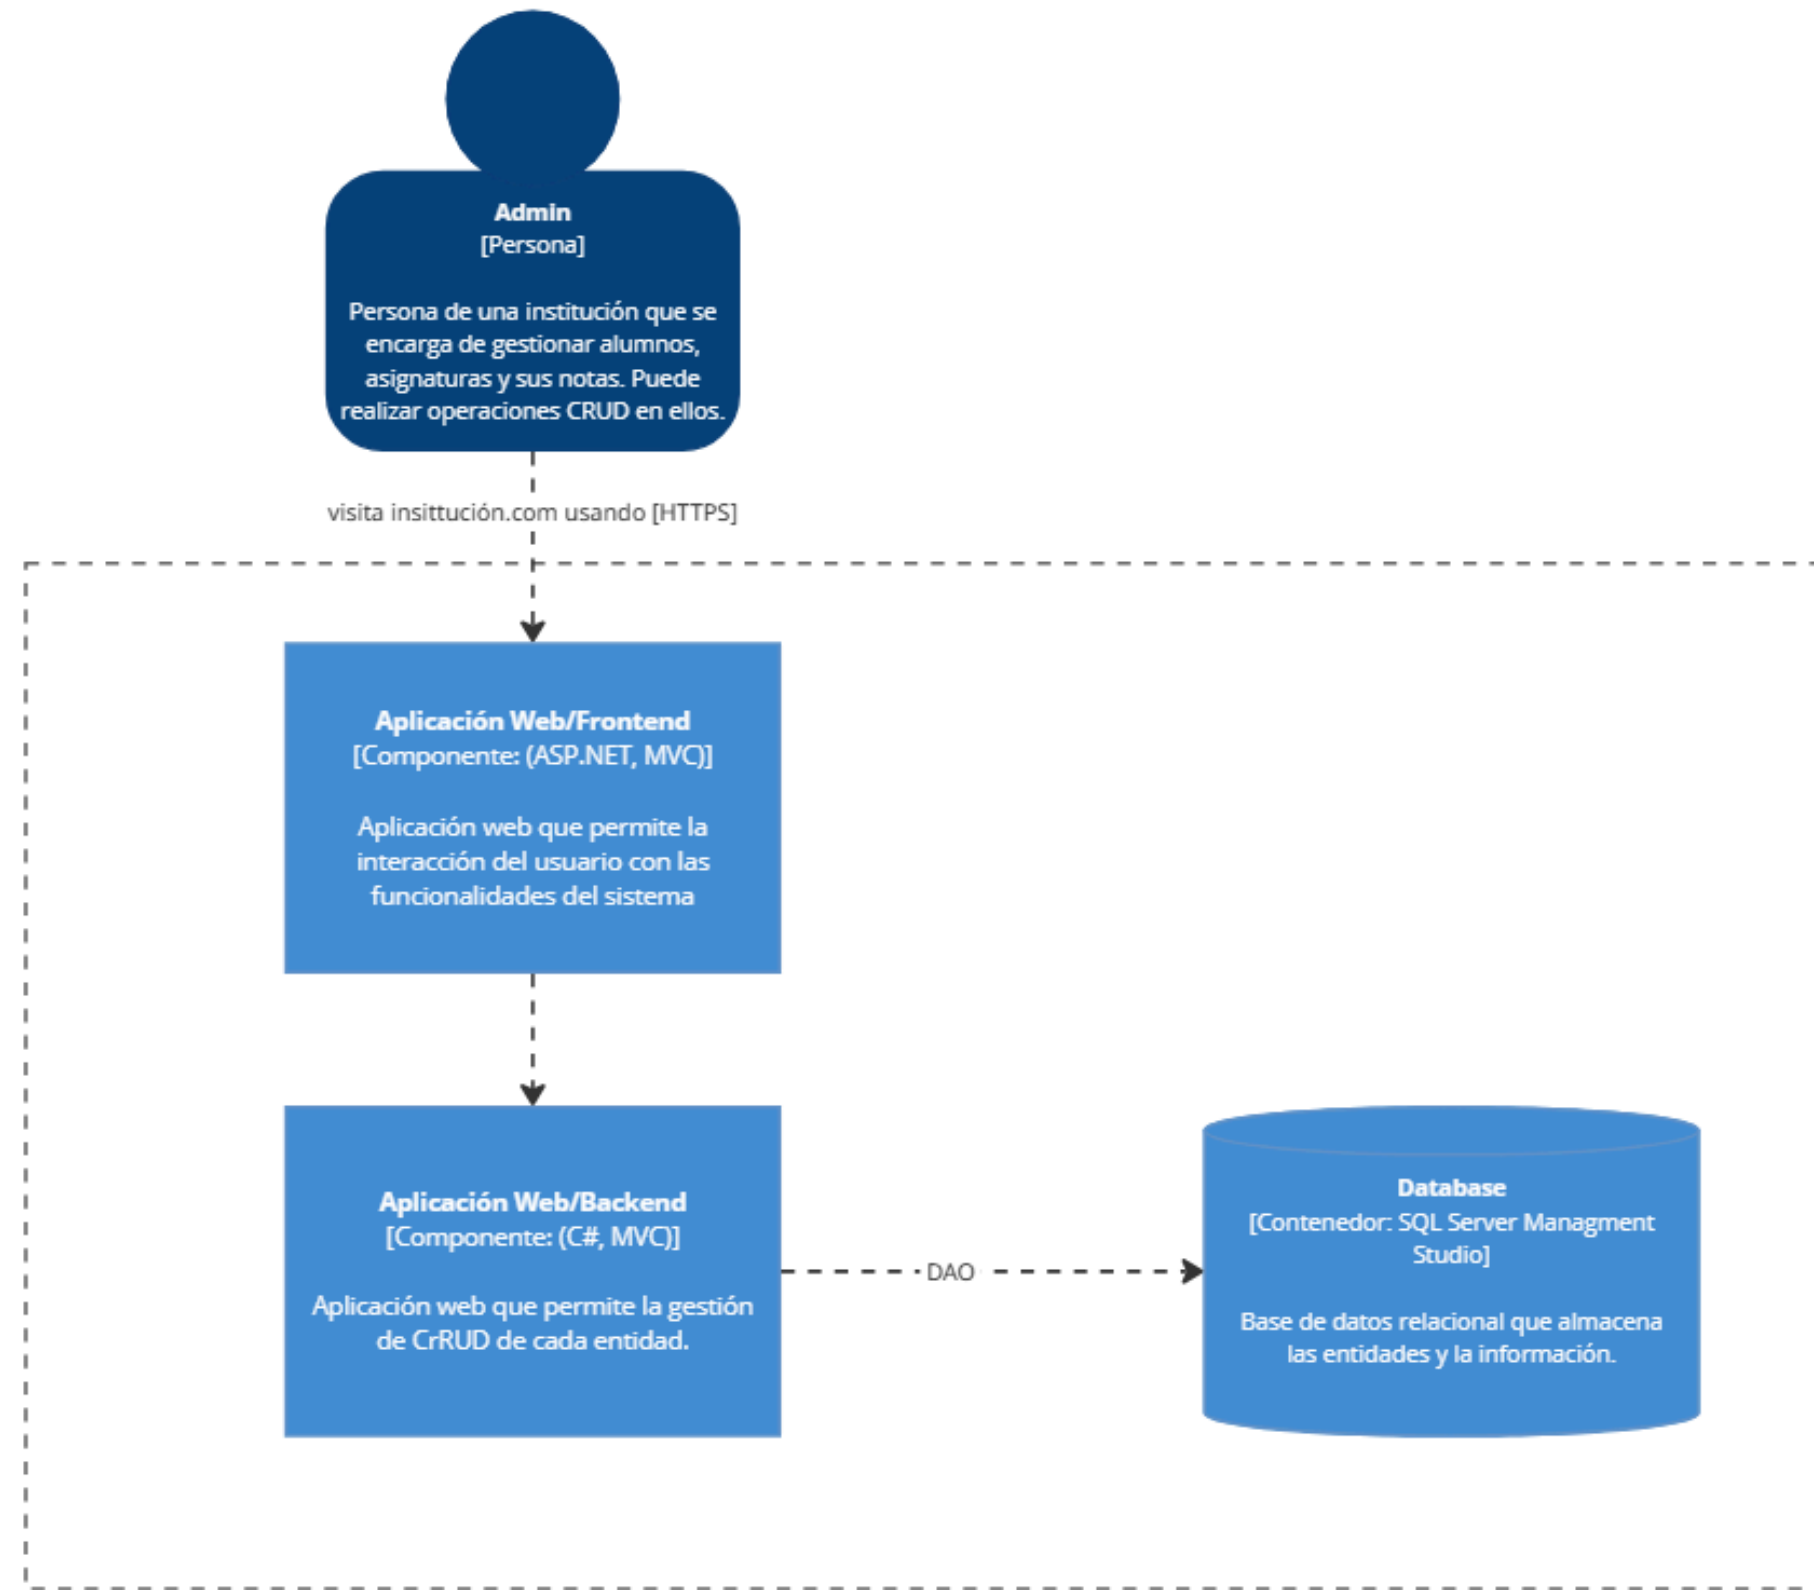 Admin
[Persona]
Persona de una institución que se
encarga de gestionar alumnos,
asignaturas y sus notas. Puede
realizar operaciones CRUD en ellos.
visita insittución.com usando [HTTPS]
Aplicación Web/Frontend
[Componente: (ASP.NET, MVC)]
Aplicación web que permite la
interacción del usuario con las
funcionalidades del sistema
Aplicación Web/Backend
[Componente: (C#, MVC)]
Aplicación web que permite la gestión
de CrRUD de cada entidad.
DAO
Database
[Contenedor: SQL Server Managment
Studio]
Base de datos relacional que almacena
las entidades y la información.